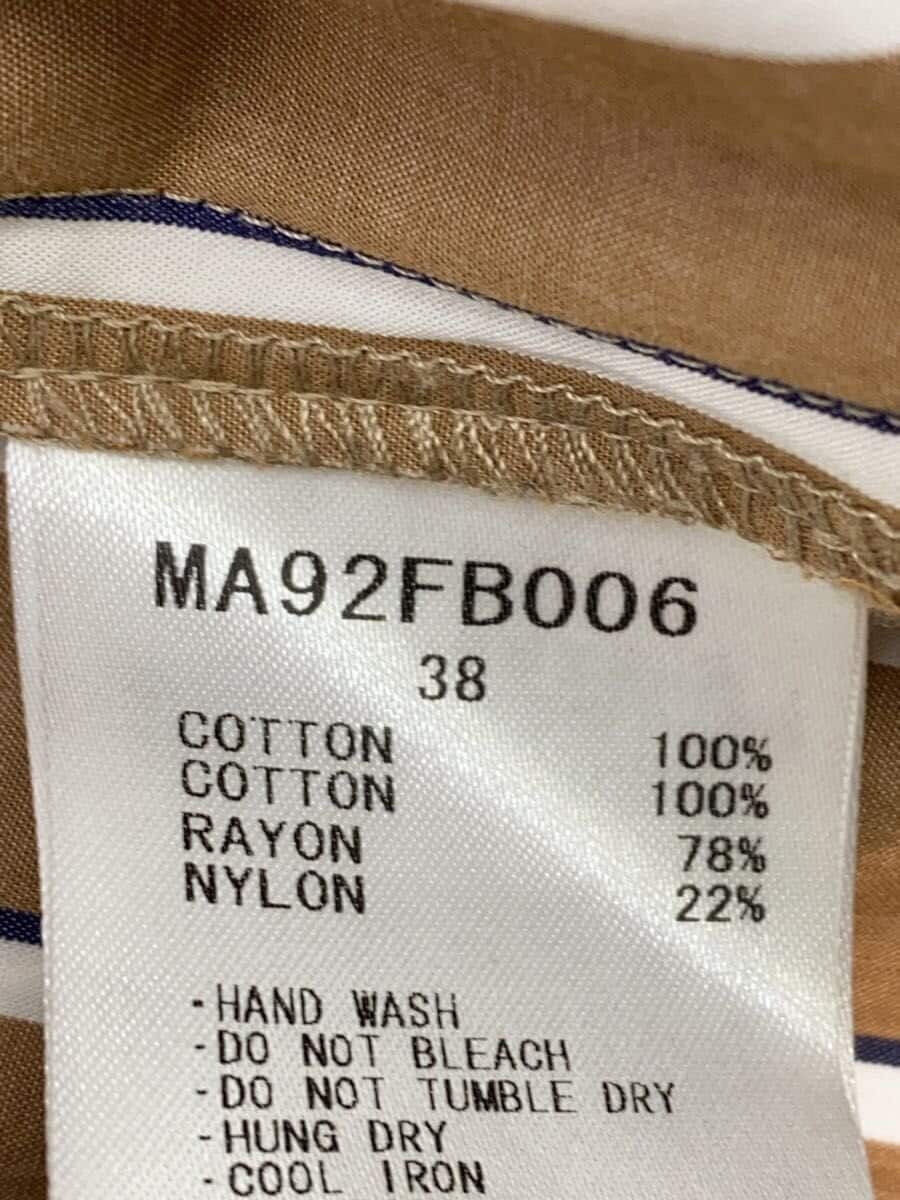 MA92FB006
38
COTTON 100%
COTTON 100%
RAYON 78%
NYLON 22%
-HAND WASH
-DO NOT BLEACH
-DO NOT TUMBLE DRY
-HUNG DRY
-COOL IRON